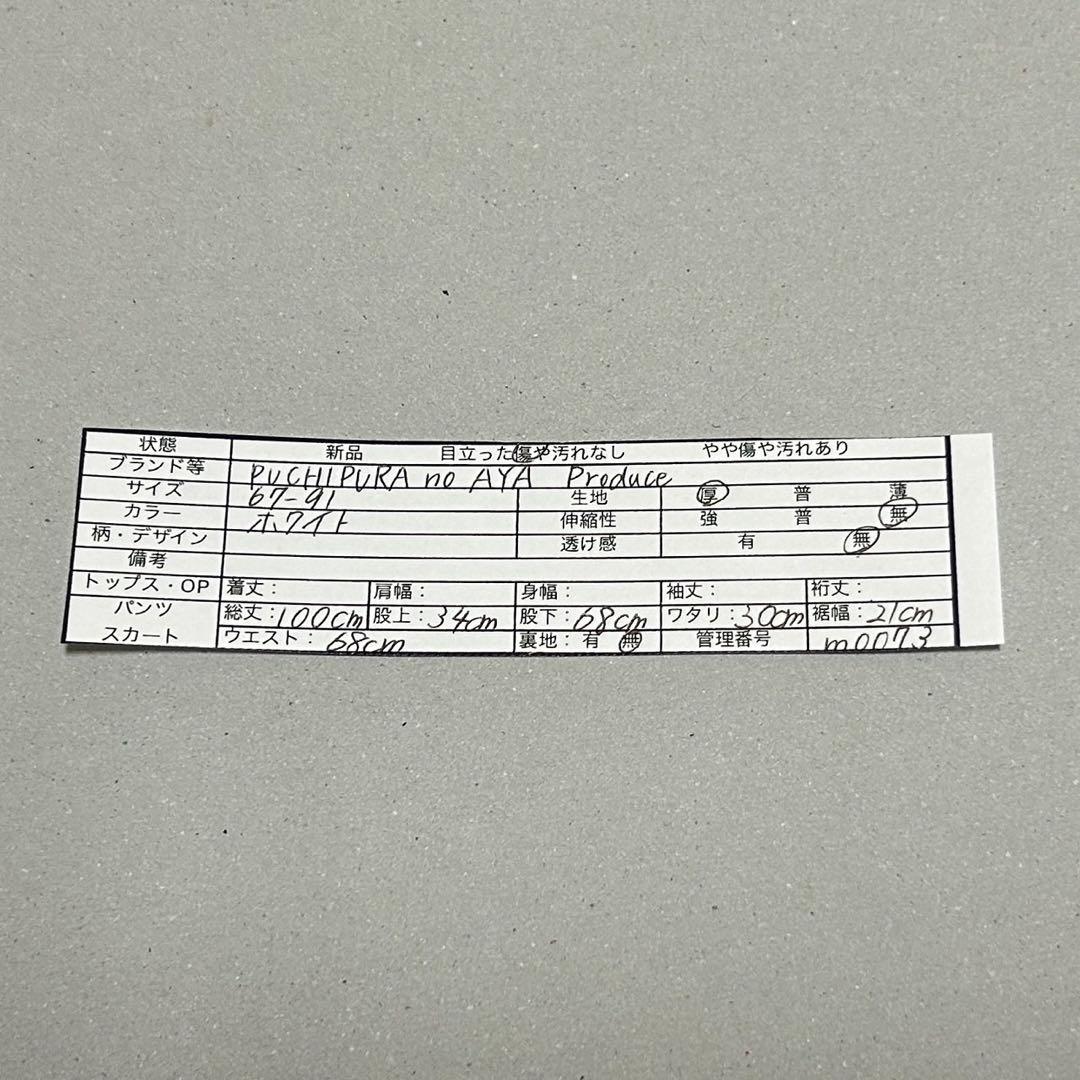 状態 新品 目立った傷や汚れなし やや傷や汚れあり
ブランド等 PUCHIPURA no AYA Produce
サイズ 67-91 生地 厚 普 薄
カラー ホワイト 伸縮性 強 普 無
柄・デザイン 透け感 有 無
備考
トップス・OP 着丈: 肩幅: 身幅: 袖丈: 裄丈:
パンツ 総丈:100cm 股上:34cm 股下:68cm ワタリ:30cm 裾幅:21cm
スカート ウエスト:68cm 裏地:有 無 管理番号 m0073